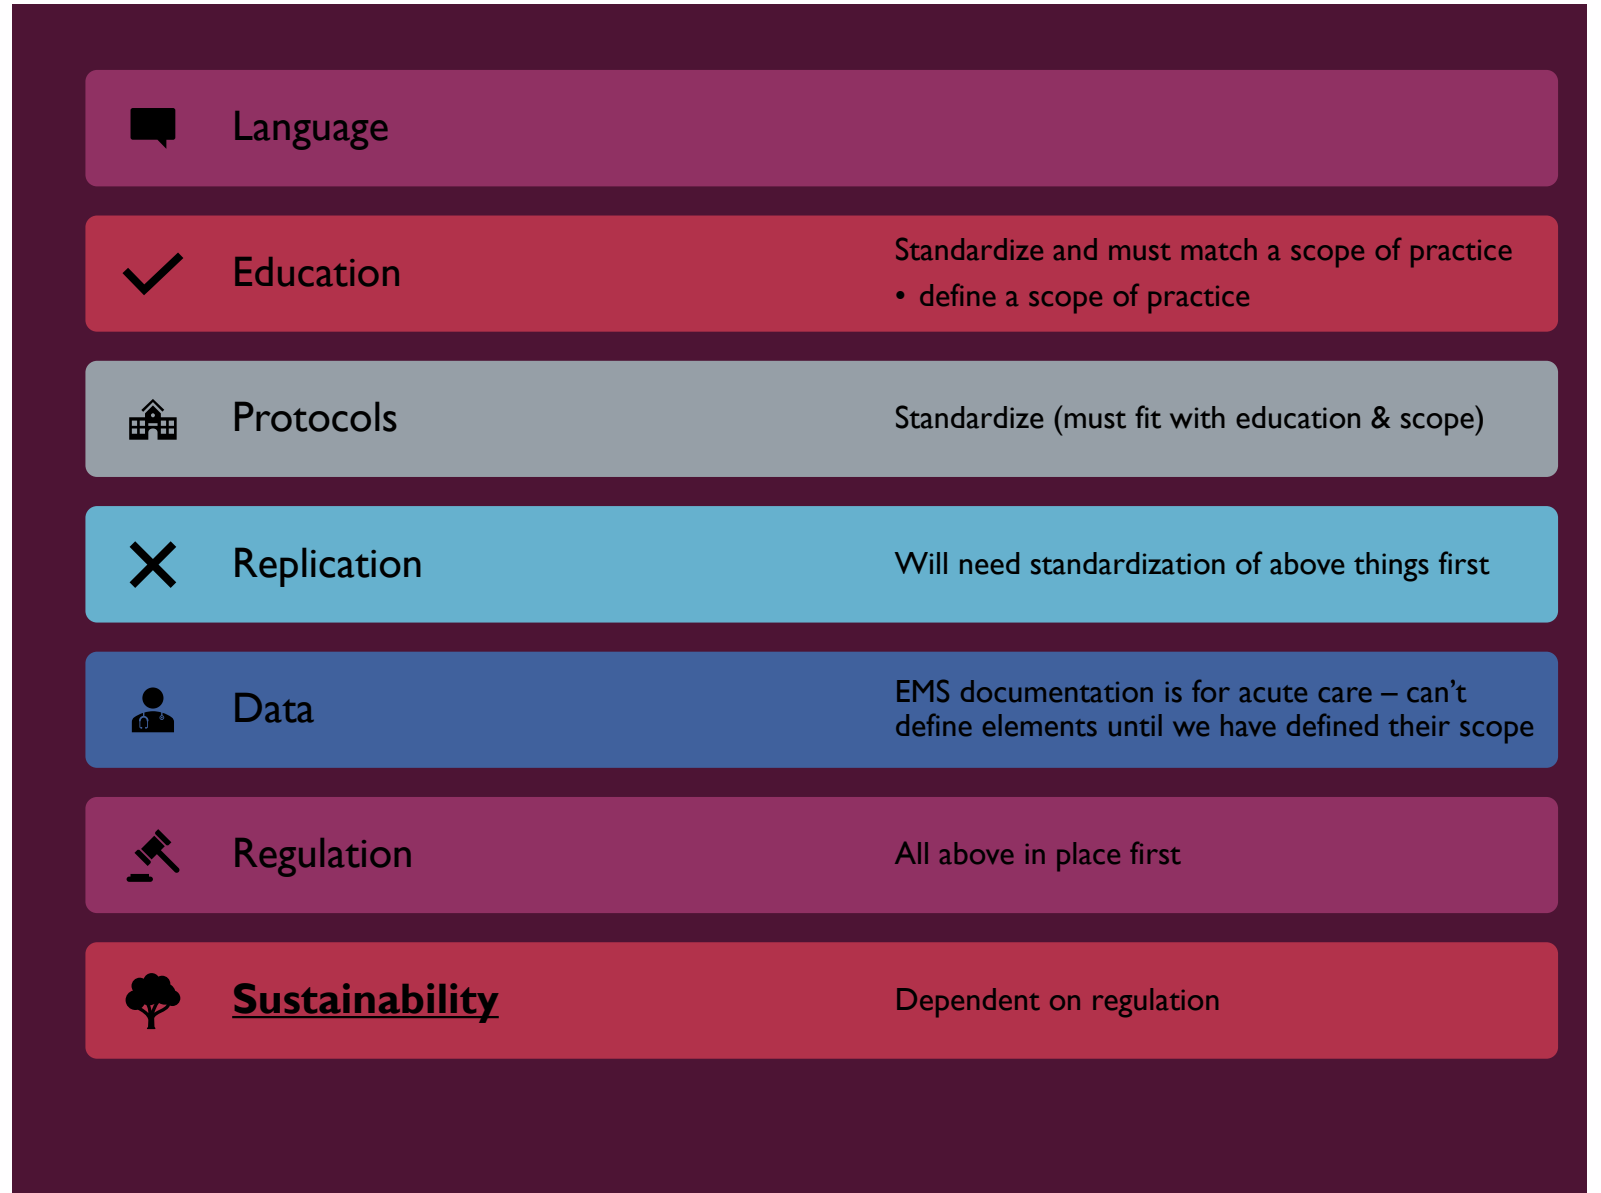 Language
Education
Standardize and must match a scope of practice
• define a scope of practice
Protocols
Standardize (must fit with education & scope)
Replication
Will need standardization of above things first
Data
EMS documentation is for acute care – can’t
define elements until we have defined their scope
Regulation
All above in place first
Sustainability
Dependent on regulation